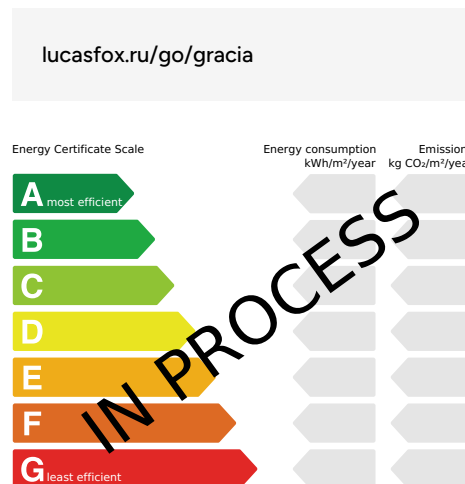 lucasfox.ru/go/gracia
Energy Certificate Scale
Energy consumption
kWh/m²/year
Emission
kg CO₂/m²/yea
A most efficient
B
C
D
E
F
G least efficient
IN PROCESS